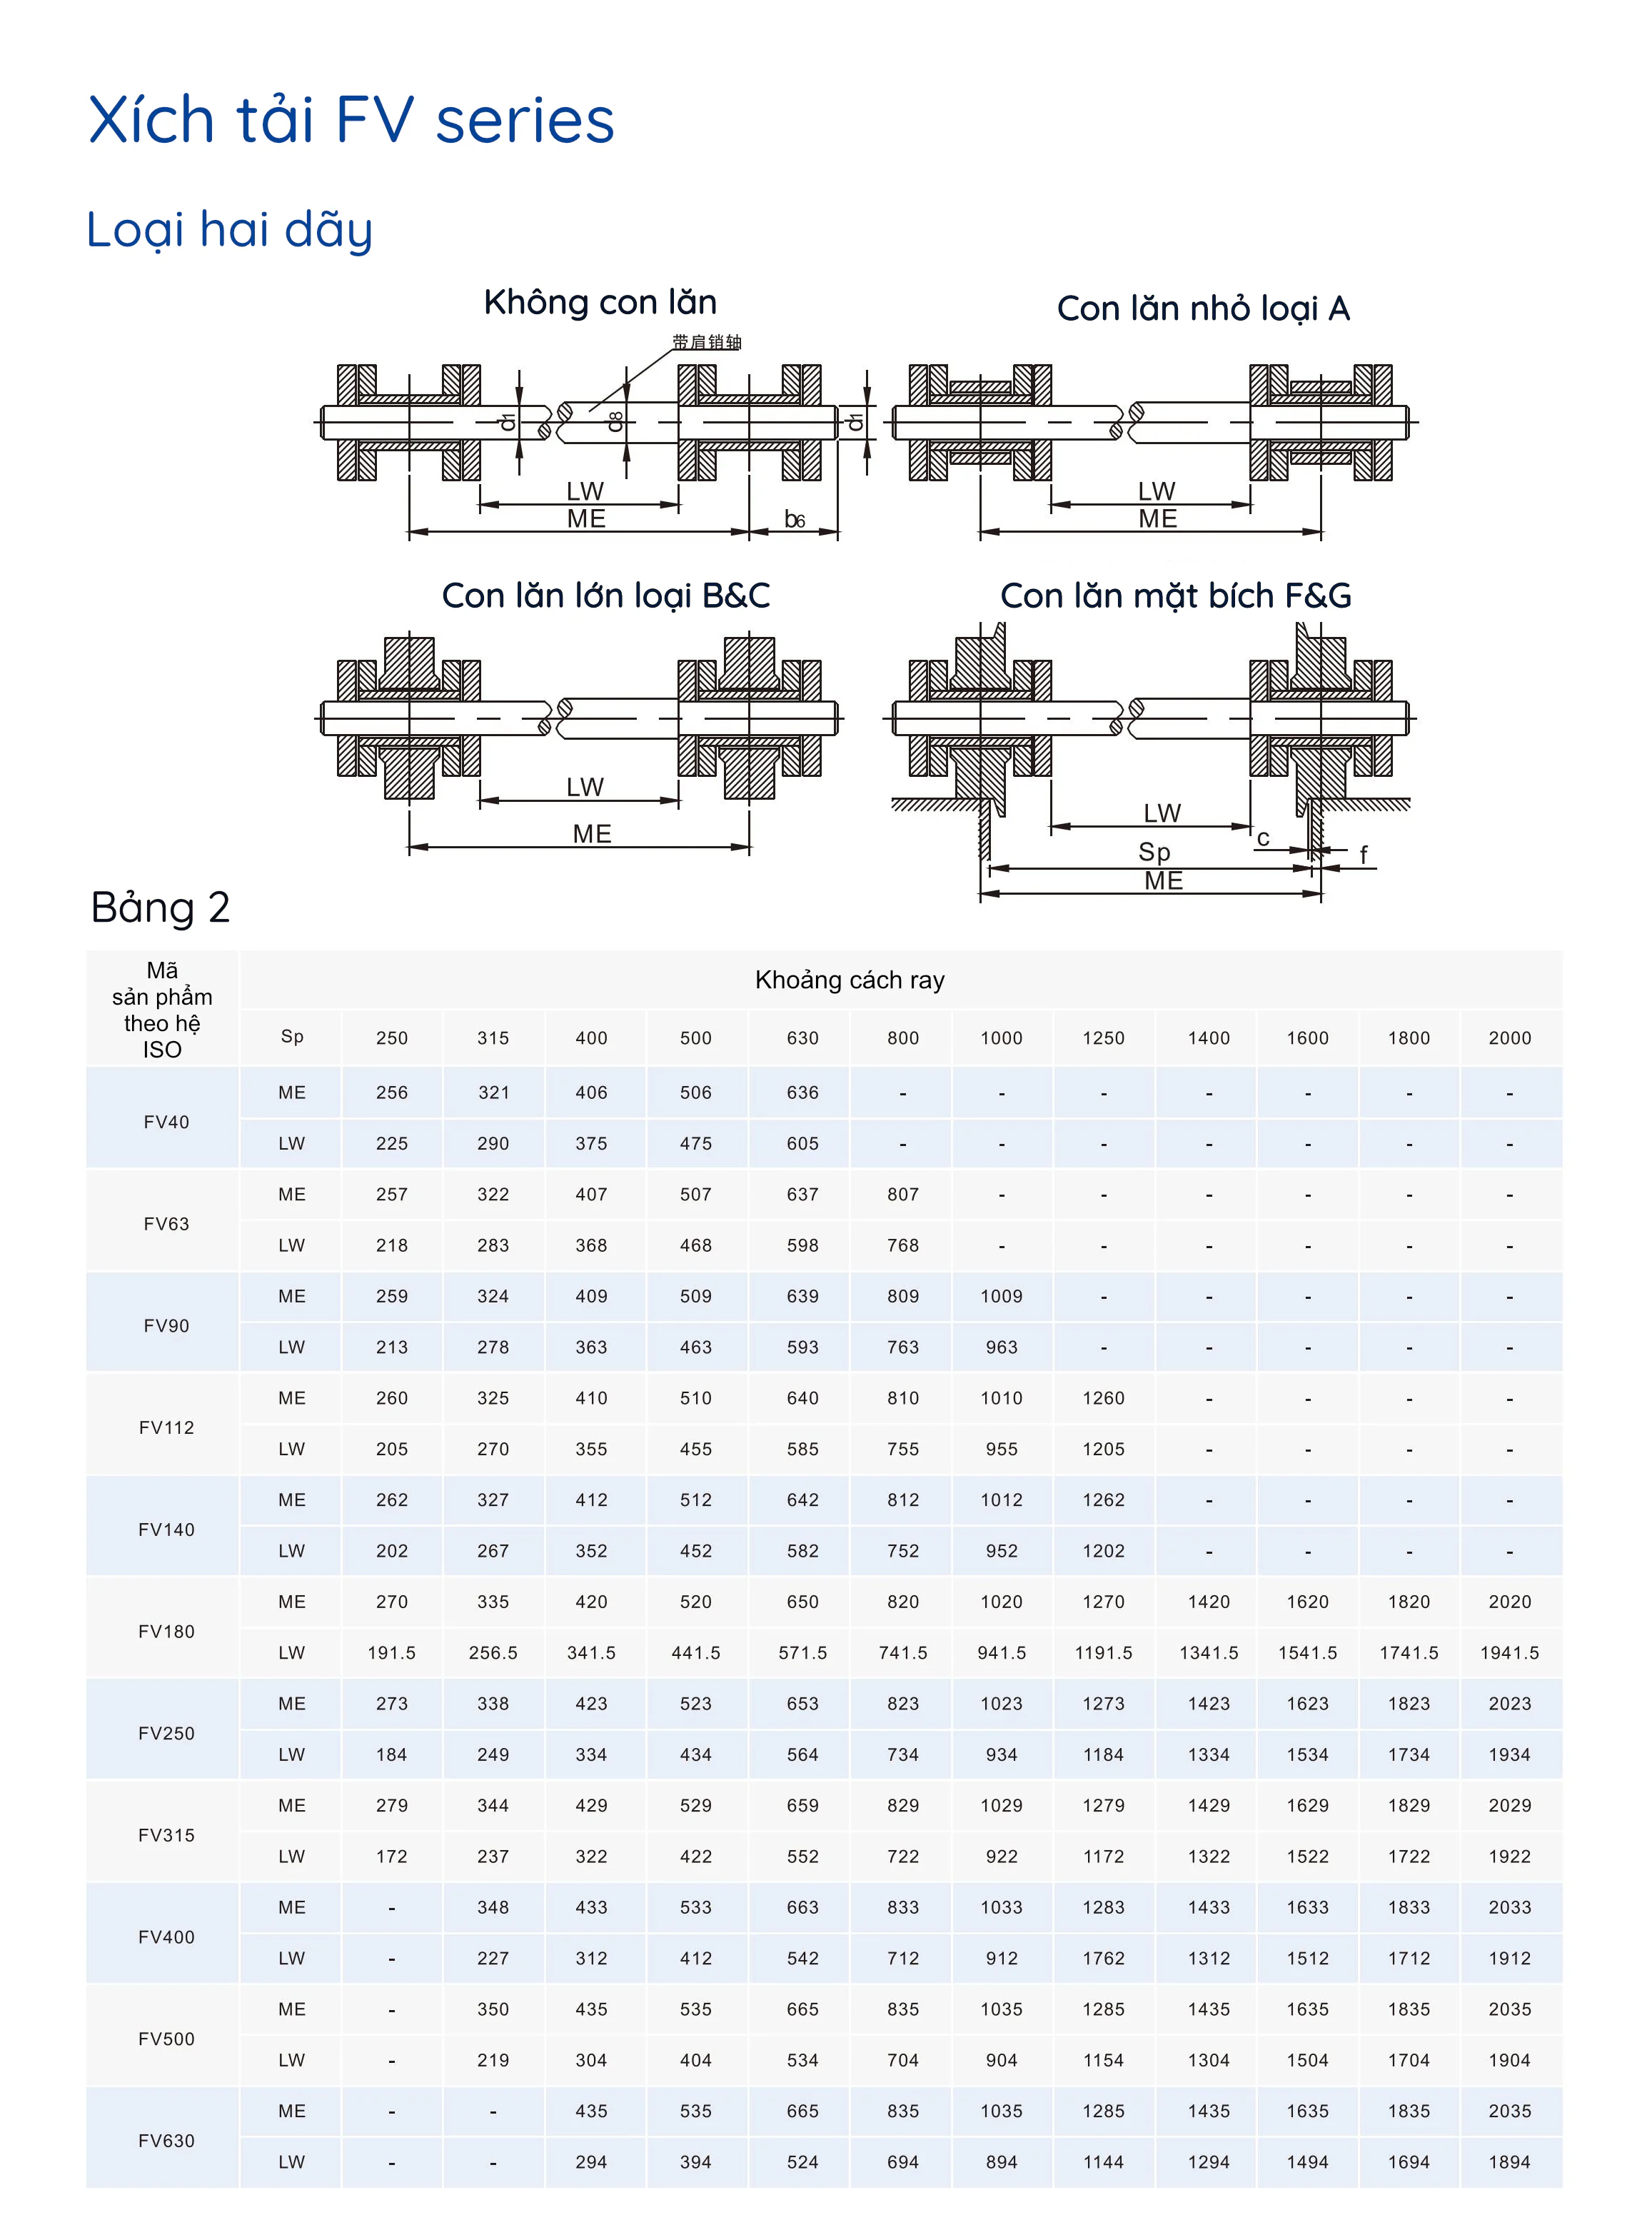 Xích tải FV series
Loại hai dãy
Không con lăn
Con lăn nhỏ loại A
带肩销轴
d1
d8
d1
LW
ME
b6
LW
ME
Con lăn lớn loại B&C
Con lăn mặt bích F&G
LW
ME
LW
c
Sp
f
ME
Bảng 2
Mã sản phẩm theo hệ ISO
Khoảng cách ray
Sp 250 315 400 500 630 800 1000 1250 1400 1600 1800 2000
FV40
ME 256 321 406 506 636 - - - - - - -
LW 225 290 375 475 605 - - - - - - -
FV63
ME 257 322 407 507 637 807 - - - - - -
LW 218 283 368 468 598 768 - - - - - -
FV90
ME 259 324 409 509 639 809 1009 - - - - -
LW 213 278 363 463 593 763 963 - - - - -
FV112
ME 260 325 410 510 640 810 1010 1260 - - - -
LW 205 270 355 455 585 755 955 1205 - - - -
FV140
ME 262 327 412 512 642 812 1012 1262 - - - -
LW 202 267 352 452 582 752 952 1202 - - - -
FV180
ME 270 335 420 520 650 820 1020 1270 1420 1620 1820 2020
LW 191.5 256.5 341.5 441.5 571.5 741.5 941.5 1191.5 1341.5 1541.5 1741.5 1941.5
FV250
ME 273 338 423 523 653 823 1023 1273 1423 1623 1823 2023
LW 184 249 334 434 564 734 934 1184 1334 1534 1734 1934
FV315
ME 279 344 429 529 659 829 1029 1279 1429 1629 1829 2029
LW 172 237 322 422 552 722 922 1172 1322 1522 1722 1922
FV400
ME - 348 433 533 663 833 1033 1283 1433 1633 1833 2033
LW - 227 312 412 542 712 912 1762 1312 1512 1712 1912
FV500
ME - 350 435 535 665 835 1035 1285 1435 1635 1835 2035
LW - 219 304 404 534 704 904 1154 1304 1504 1704 1904
FV630
ME - - 435 535 665 835 1035 1285 1435 1635 1835 2035
LW - - 294 394 524 694 894 1144 1294 1494 1694 1894